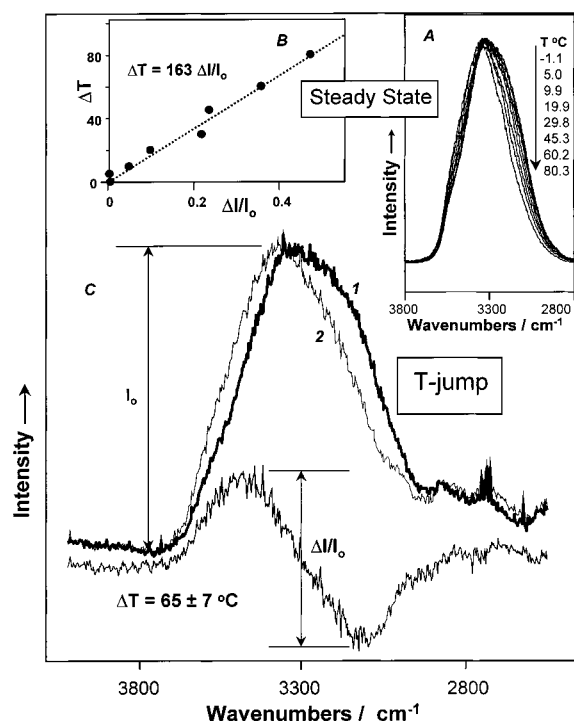 B
ΔT = 163 ΔI/Iₒ
ΔT
80
40
0
0
0.2
0.4
ΔI/Iₒ
Steady State
A
T ºC
-1.1
5.0
9.9
19.9
29.8
45.3
60.2
80.3
Intensity →
3800
3300
2800
Wavenumbers / cm⁻¹
C
1
2
T-jump
Iₒ
Intensity →
ΔI/Iₒ
ΔT = 65 ± 7 ºC
3800
3300
2800
Wavenumbers / cm⁻¹